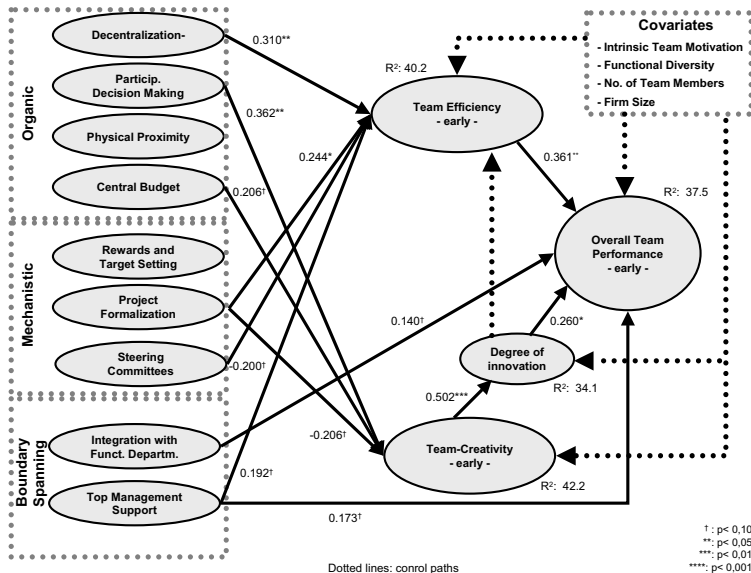 Organic
Decentralization-
Particip.
Decision Making
Physical Proximity
Central Budget
Mechanistic
Rewards and
Target Setting
Project
Formalization
Steering
Committees
Boundary
Spanning
Integration with
Funct. Departm.
Top Management
Support
0.310**
0.362**
0.244*
0.206†
-0.200†
-0.206†
0.192†
0.140†
0.173†
R²: 40.2
Team Efficiency
- early -
0.361**
Covariates
- Intrinsic Team Motivation
- Functional Diversity
- No. of Team Members
- Firm Size
R²: 37.5
Overall Team
Performance
- early -
0.260*
Degree of
innovation
R²: 34.1
0.502***
Team-Creativity
- early -
R²: 42.2
Dotted lines: conrol paths
† : p< 0,10
**: p< 0,05
***: p< 0,01
****: p< 0,001